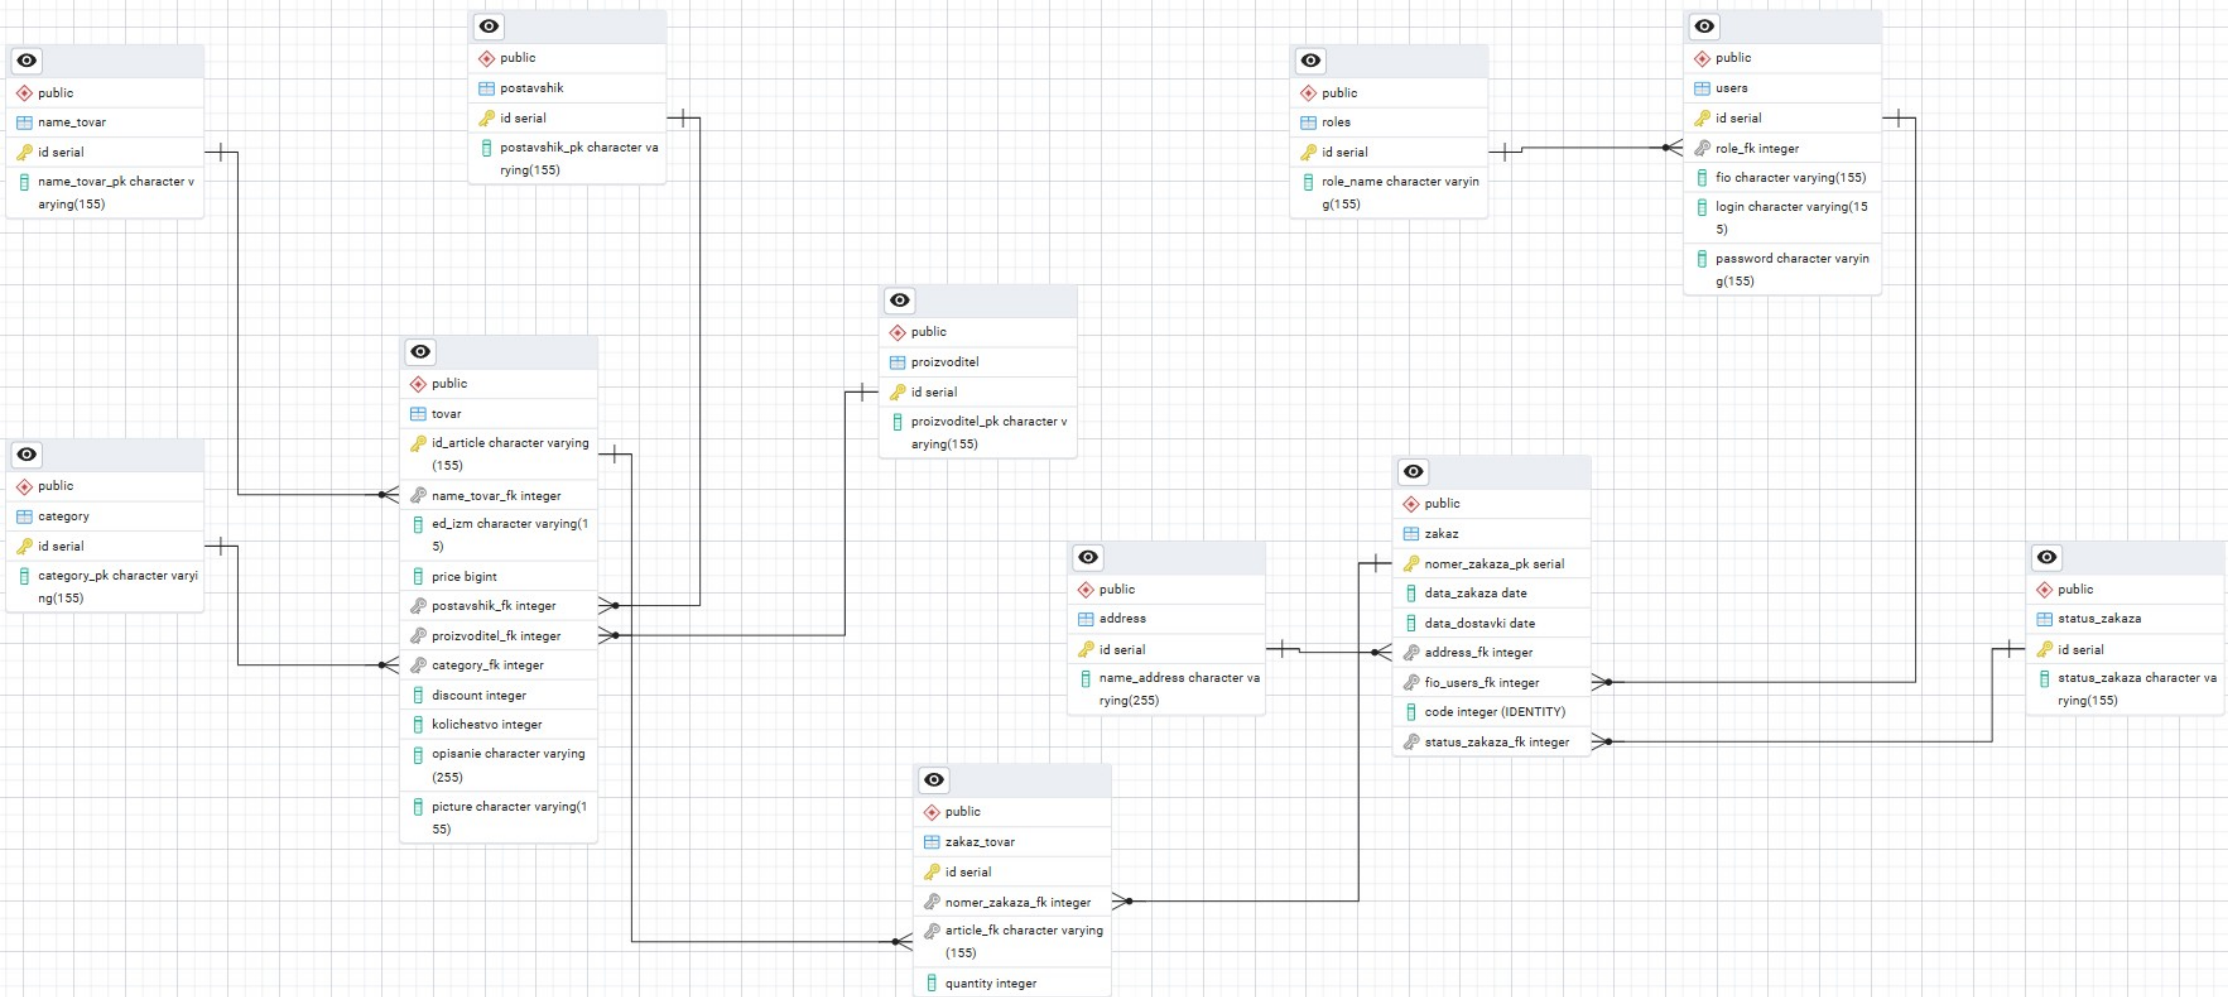 public
name_tovar
id serial
name_tovar_pk character v
arying(155)
public
postavshik
id serial
postavshik_pk character va
rying(155)
public
roles
id serial
role_name character varyin
g(155)
public
users
id serial
role_fk integer
fio character varying(155)
login character varying(15
5)
password character varyin
g(155)
public
proizvoditel
id serial
proizvoditel_pk character v
arying(155)
public
tovar
id_article character varying
(155)
name_tovar_fk integer
ed_izm character varying(1
5)
price bigint
postavshik_fk integer
proizvoditel_fk integer
category_fk integer
discount integer
kolichestvo integer
opisanie character varying
(255)
picture character varying(1
55)
public
category
id serial
category_pk character varyi
ng(155)
public
zakaz
nomer_zakaza_pk serial
data_zakaza date
data_dostavki date
address_fk integer
fio_users_fk integer
code integer (IDENTITY)
status_zakaza_fk integer
public
address
id serial
name_address character va
rying(255)
public
status_zakaza
id serial
status_zakaza character va
rying(155)
public
zakaz_tovar
id serial
nomer_zakaza_fk integer
article_fk character varying
(155)
quantity integer